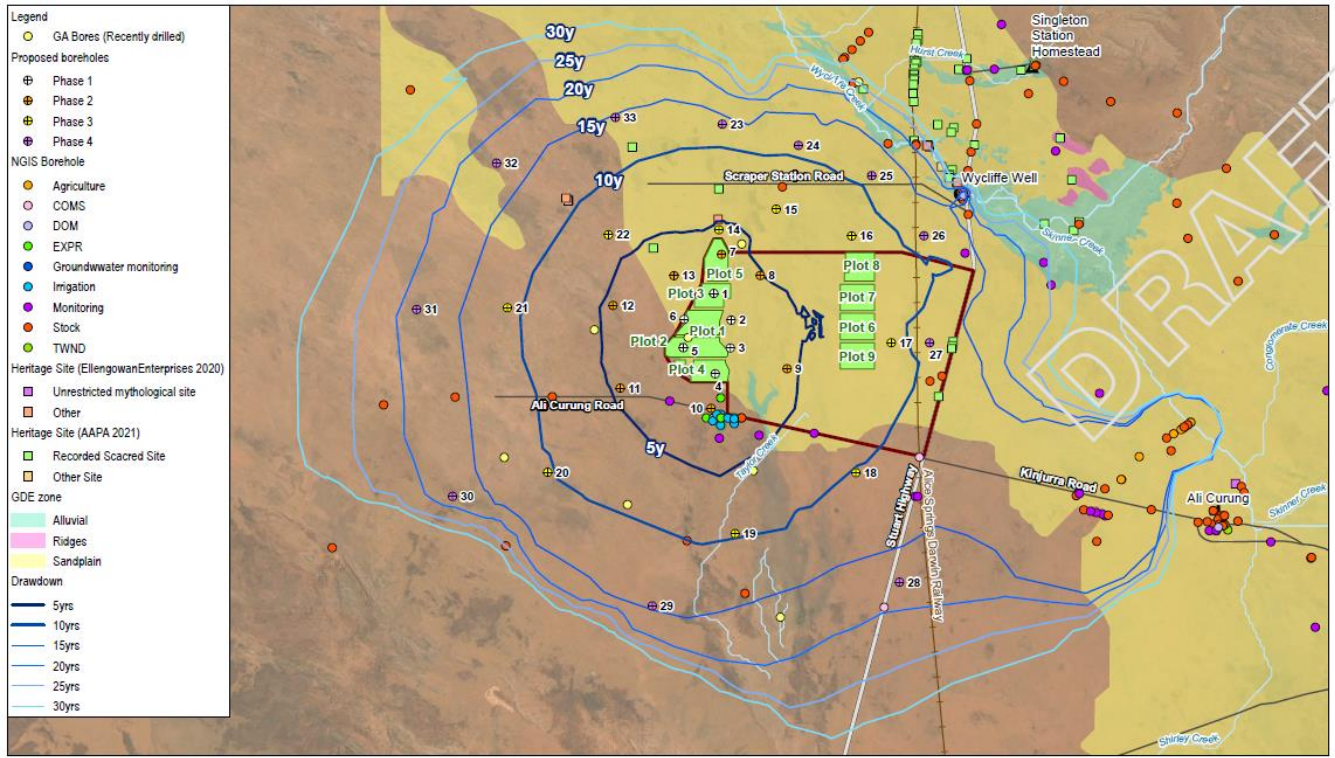 Legend
GA Bores (Recently drilled)
Proposed boreholes
Phase 1
Phase 2
Phase 3
Phase 4
NGIS Borehole
Agriculture
COMS
DOM
EXPR
Groundwwater monitoring
Irrigation
Monitoring
Stock
TWND
Heritage Site (EllengowanEnterprises 2020)
Unrestricted mythological site
Other
Heritage Site (AAPA 2021)
Recorded Scacred Site
Other Site
GDE zone
Alluvial
Ridges
Sandplain
Drawdown
5yrs
10yrs
15yrs
20yrs
25yrs
30yrs
30y
25y
20y
15y
10y
5y
Singleton
Station
Homestead
Hurst Creek
Wycliffe Creek
DRAFT
33
23
24
32
25
Scraper Station Road
Wycliffe Well
15
22
14
16
26
Skinner Creek
7
Plot 8
13
Plot 5
8
Plot 3
1
Plot 7
31
21
12
6
2
Plot 1
Plot 6
Conglomerate Creek
Plot 2
5
3
17
27
Plot 9
Plot 4
9
4
11
Ali Curung Road
10
Taylor Creek
20
18
Kinjurra Road
30
Stuart Highway
Alice Springs Darwin Railway
Ali Curung
Skinner Creek
19
28
29
Shirley Creek